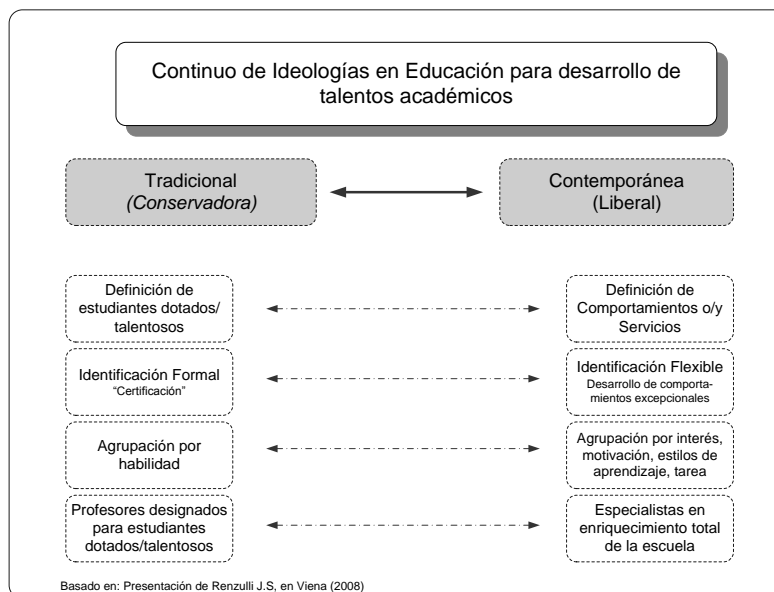 Continuo de Ideologías en Educación para desarrollo de
talentos académicos
Tradicional
(Conservadora)
Contemporánea
(Liberal)
Definición de
estudiantes dotados/
talentosos
Definición de
Comportamientos o/y
Servicios
Identificación Formal
“Certificación”
Identificación Flexible
Desarrollo de comporta-
mientos excepcionales
Agrupación por
habilidad
Agrupación por interés,
motivación, estilos de
aprendizaje, tarea
Profesores designados
para estudiantes
dotados/talentosos
Especialistas en
enriquecimiento total
de la escuela
Basado en: Presentación de Renzulli J.S, en Viena (2008)